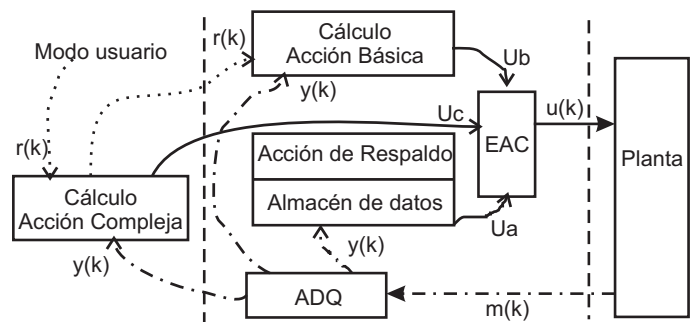 Modo usuario
r(k)
Cálculo
Acción Básica
Ub
y(k)
Uc
u(k)
EAC
Planta
Acción de Respaldo
Almacén de datos
r(k)
Cálculo
Acción Compleja
y(k)
y(k)
Ua
ADQ
m(k)